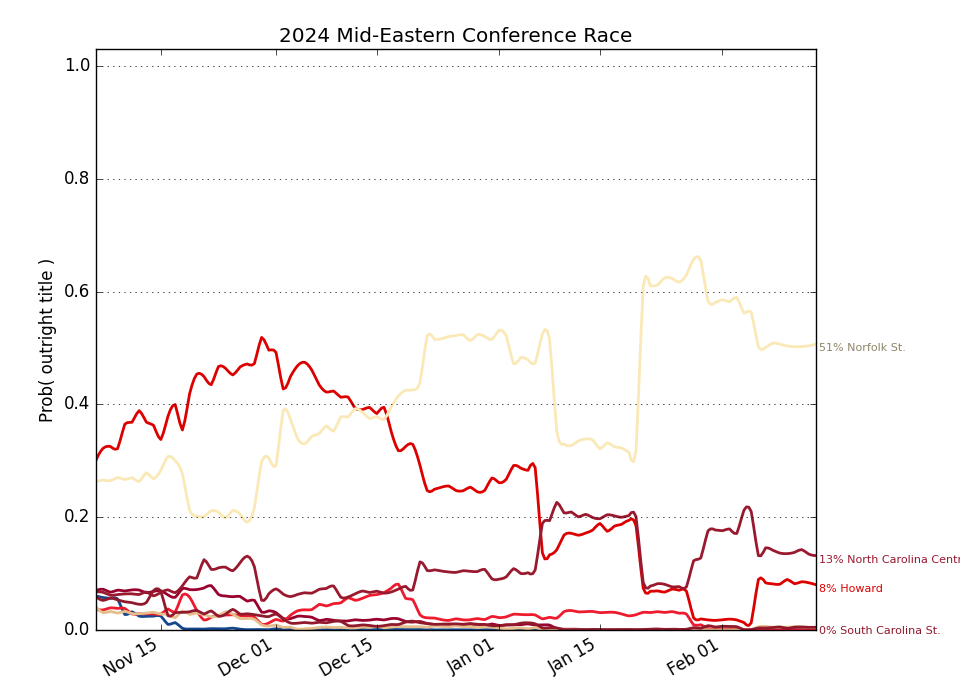 2024 Mid-Eastern Conference Race
Prob( outright title )
1.0
0.8
0.6
0.4
0.2
0.0
Nov 15
Dec 01
Dec 15
Jan 01
Jan 15
Feb 01
51% Norfolk St.
13% North Carolina Centr
8% Howard
0% South Carolina St.